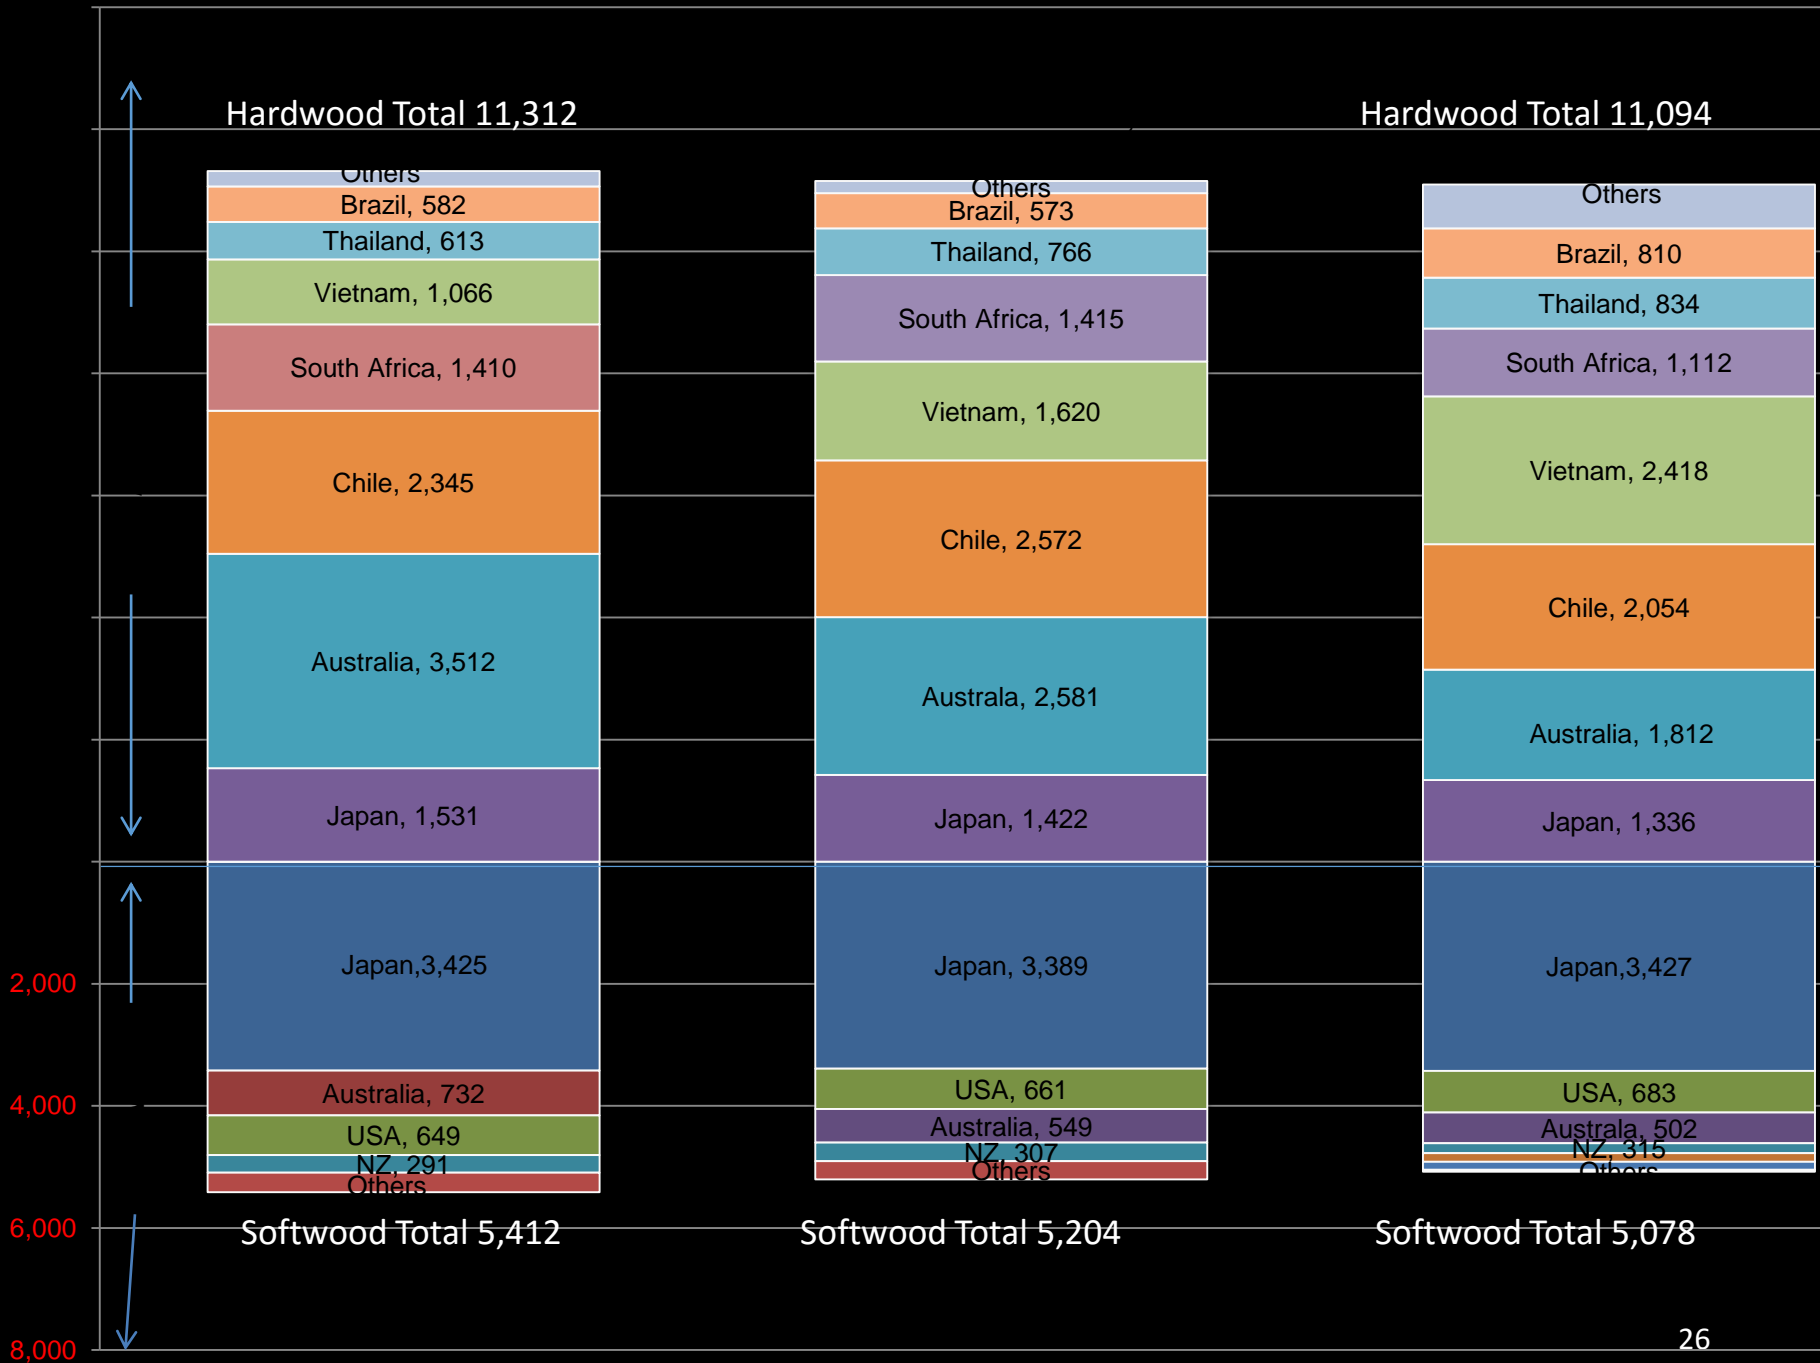 Hardwood Total 11,312
Hardwood Total 11,094
Others
Brazil, 582
Thailand, 613
Vietnam, 1,066
South Africa, 1,410
Chile, 2,345
Australia, 3,512
Japan, 1,531
Japan,3,425
Australia, 732
USA, 649
NZ, 291
Others
Softwood Total 5,412
Others
Brazil, 573
Thailand, 766
South Africa, 1,415
Vietnam, 1,620
Chile, 2,572
Australa, 2,581
Japan, 1,422
Japan, 3,389
USA, 661
Australia, 549
NZ, 307
Others
Softwood Total 5,204
Others
Brazil, 810
Thailand, 834
South Africa, 1,112
Vietnam, 2,418
Chile, 2,054
Australia, 1,812
Japan, 1,336
Japan,3,427
USA, 683
Australa, 502
NZ, 315
Others
Softwood Total 5,078
2,000
4,000
6,000
8,000
26